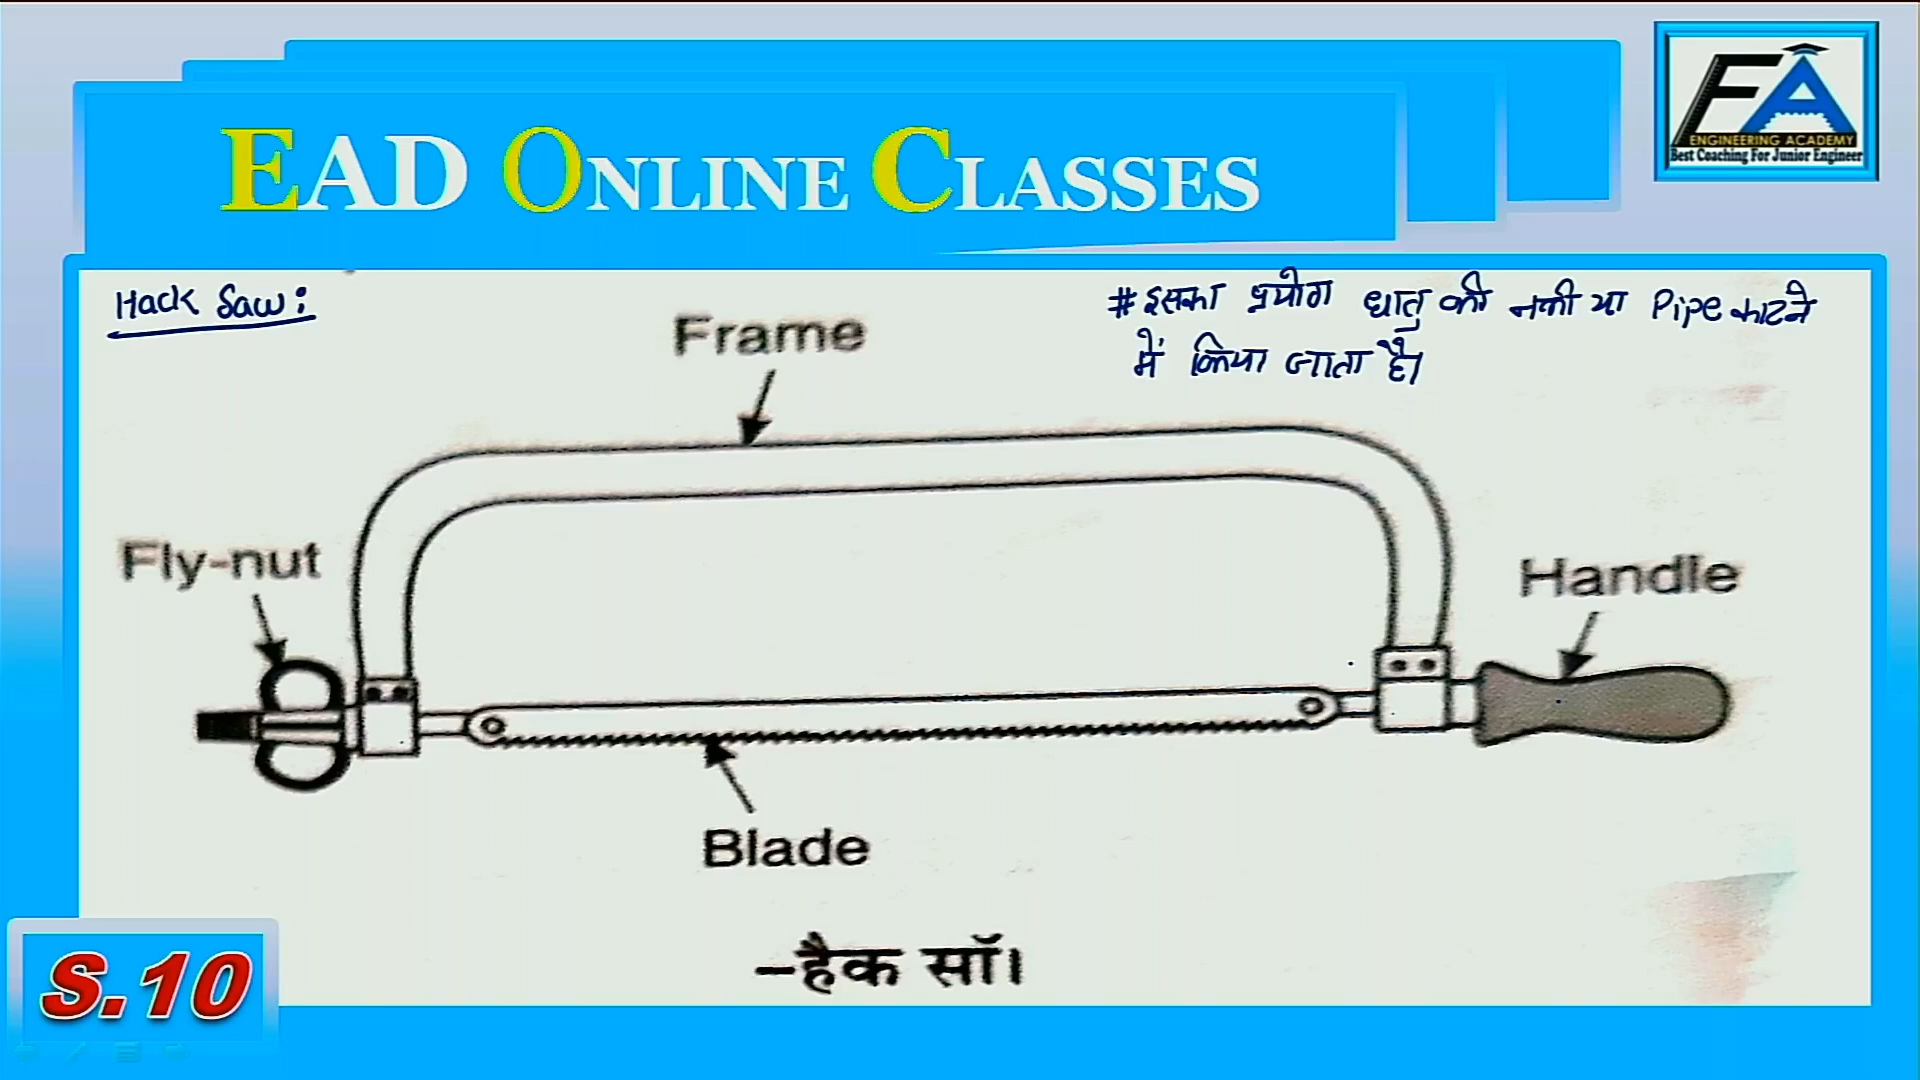 EAD ONLINE CLASSES
FA
ENGINEERING ACADEMY
Best Coaching For Junior Engineer
Hack Saw:
# इसका प्रयोग धातु की नली या Pipe काटने
में किया जाता है।
Frame
Fly-nut
Handle
Blade
–हैक सॉ।
S.10